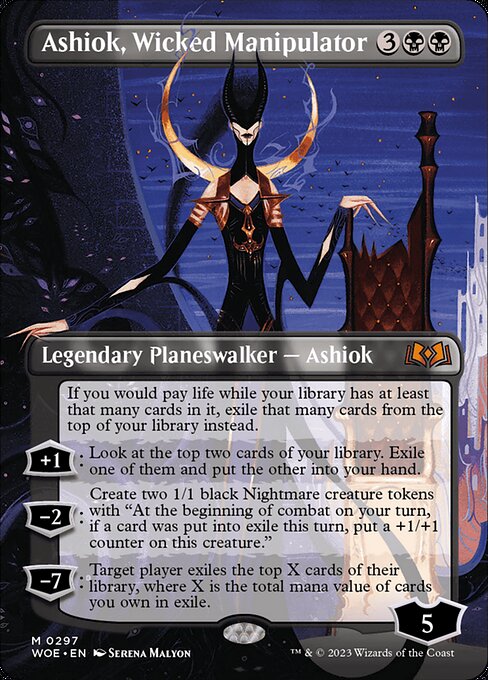 Ashiok, Wicked Manipulator 3
Legendary Planeswalker — Ashiok
If you would pay life while your library has at least
that many cards in it, exile that many cards from the
top of your library instead.
+1: Look at the top two cards of your library. Exile
one of them and put the other into your hand.
−2: Create two 1/1 black Nightmare creature tokens
with “At the beginning of combat on your turn,
if a card was put into exile this turn, put a +1/+1
counter on this creature.”
−7: Target player exiles the top X cards of their
library, where X is the total mana value of cards
you own in exile.
5
M 0297
WOE • EN Serena Malyon
™ & © 2023 Wizards of the Coast